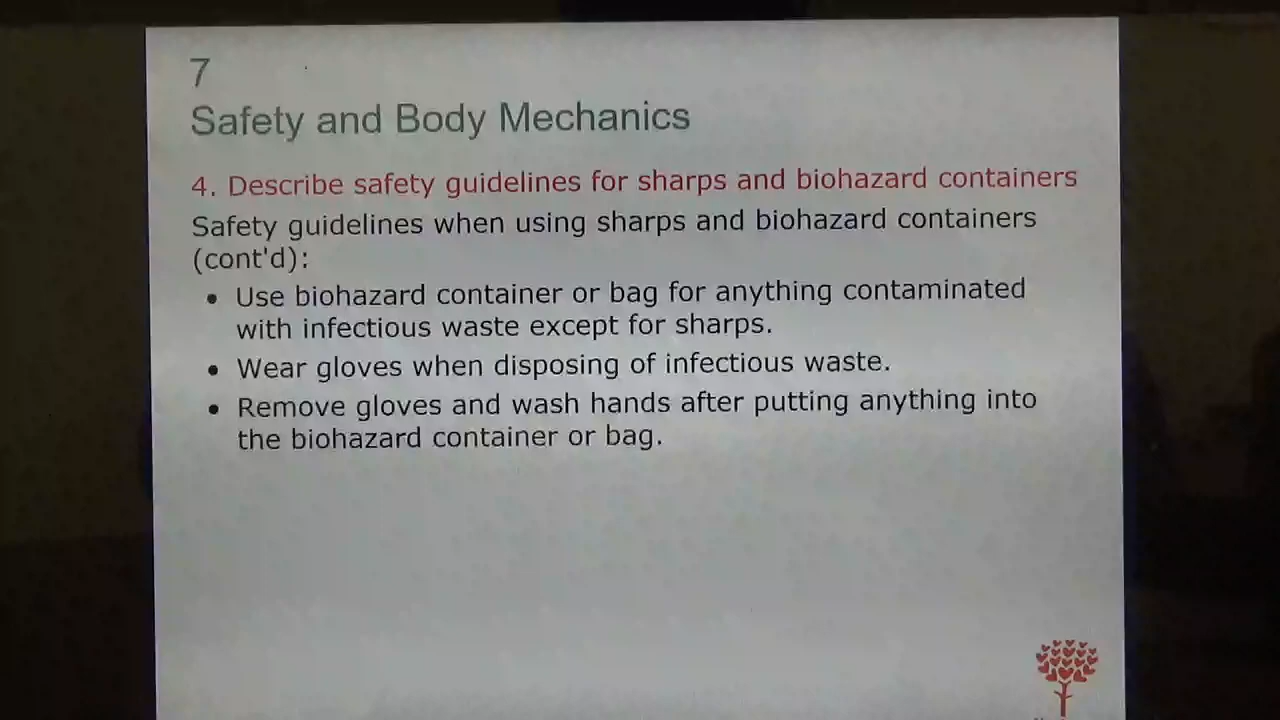 7
Safety and Body Mechanics
4. Describe safety guidelines for sharps and biohazard containers
Safety guidelines when using sharps and biohazard containers
(cont'd):
• Use biohazard container or bag for anything contaminated
with infectious waste except for sharps.
• Wear gloves when disposing of infectious waste.
• Remove gloves and wash hands after putting anything into
the biohazard container or bag.